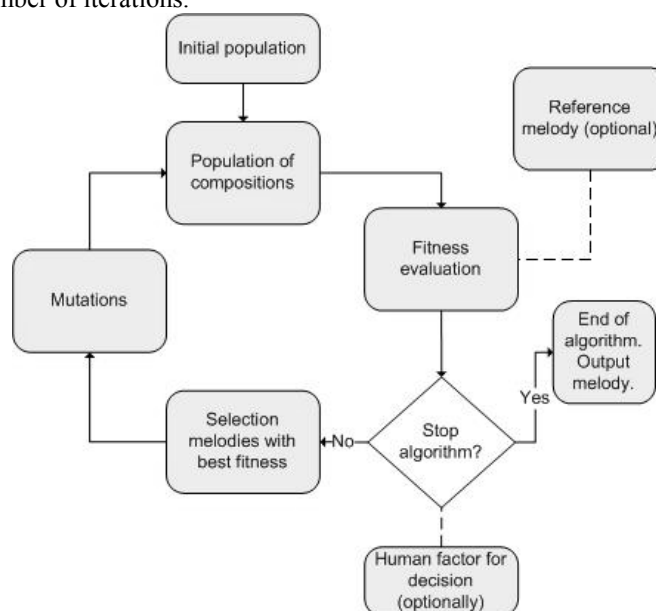 of iterations.
Initial population
Reference
melody (optional)
Population of
compositions
Fitness
evaluation
Mutations
End of
algorithm.
Output
melody.
Yes
Selection
melodies with
best fitness
No
Stop
algorithm?
Human factor for
decision
(optionally)